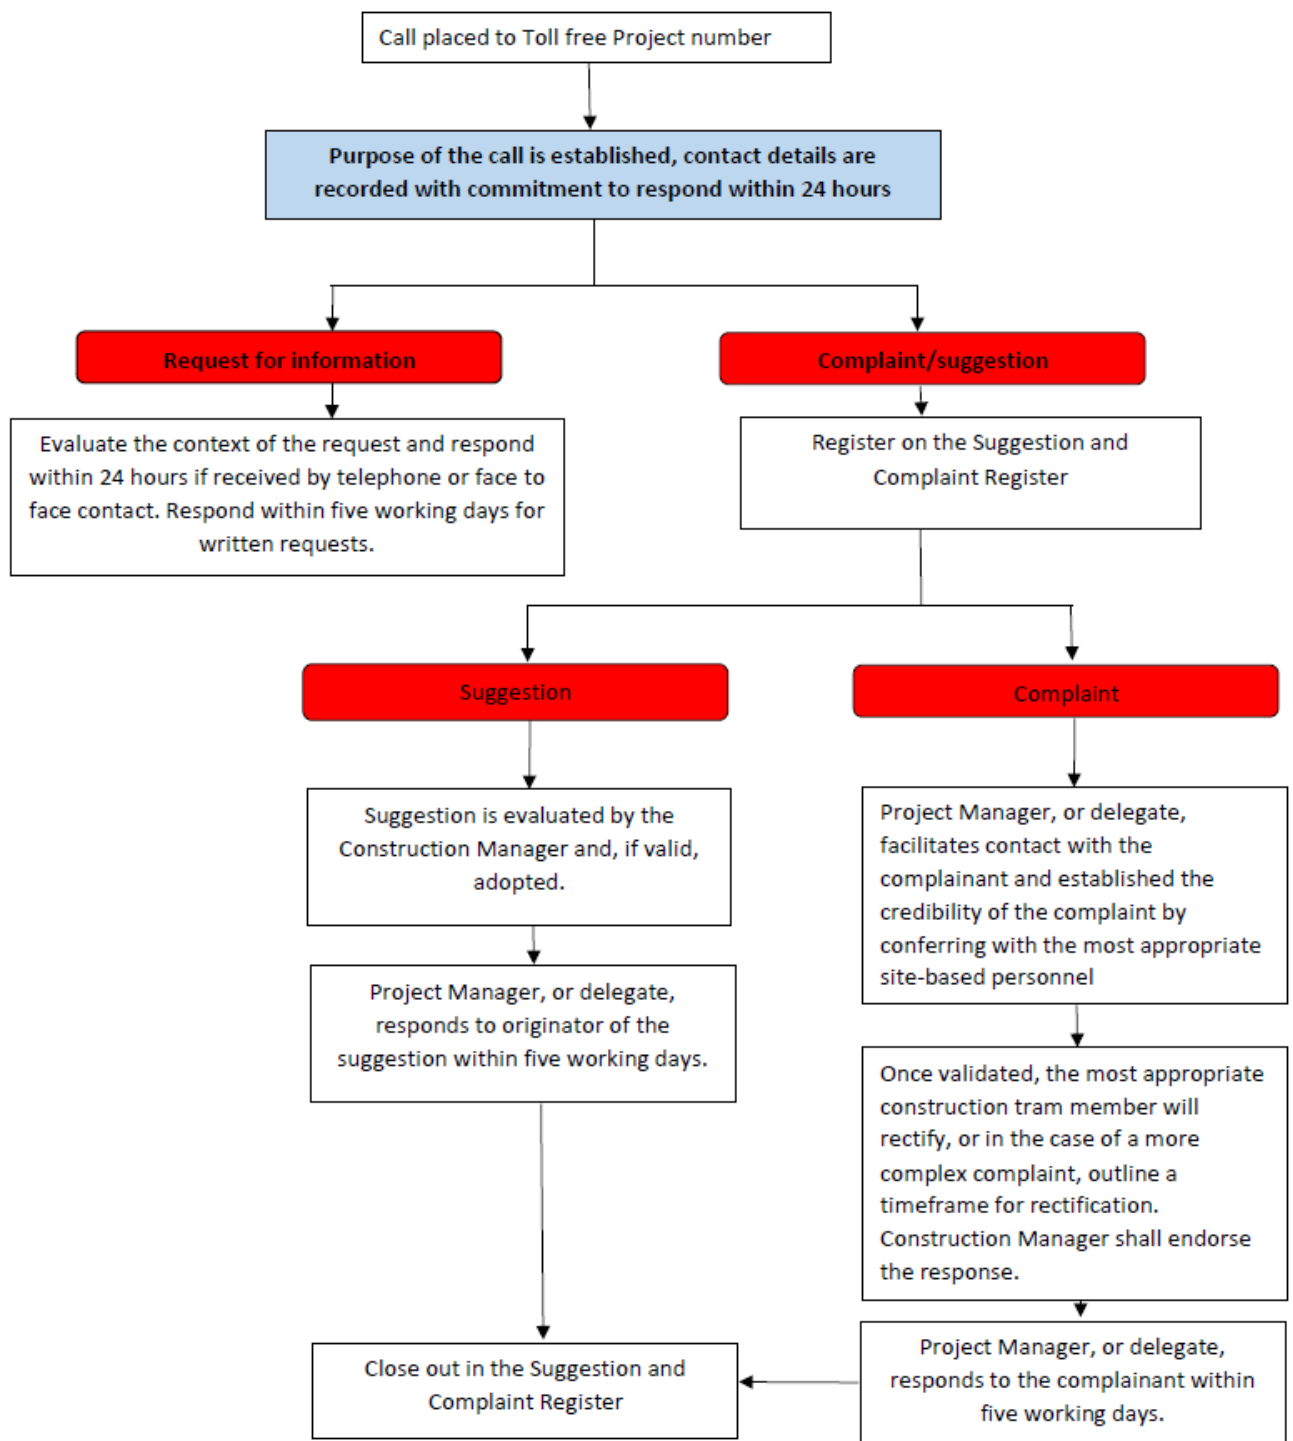 Call placed to Toll free Project number
Purpose of the call is established, contact details are
recorded with commitment to respond within 24 hours
Request for information
Complaint/suggestion
Evaluate the context of the request and respond
within 24 hours if received by telephone or face to
face contact. Respond within five working days for
written requests.
Register on the Suggestion and
Complaint Register
Suggestion
Complaint
Suggestion is evaluated by the
Construction Manager and, if valid,
adopted.
Project Manager, or delegate,
responds to originator of the
suggestion within five working days.
Project Manager, or delegate,
facilitates contact with the
complainant and established the
credibility of the complaint by
conferring with the most appropriate
site-based personnel
Once validated, the most appropriate
construction tram member will
rectify, or in the case of a more
complex complaint, outline a
timeframe for rectification.
Construction Manager shall endorse
the response.
Project Manager, or delegate,
responds to the complainant within
five working days.
Close out in the Suggestion and
Complaint Register